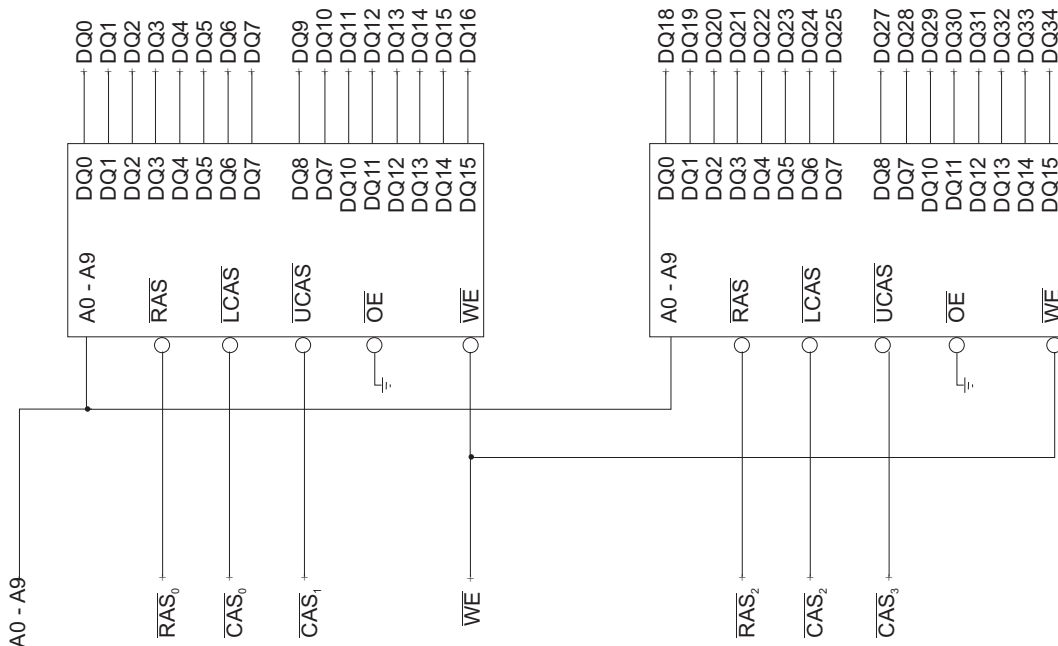 DQ0
DQ1
DQ2
DQ3
DQ4
DQ5
DQ6
DQ7
DQ9
DQ10
DQ11
DQ12
DQ13
DQ14
DQ15
DQ16
DQ18
DQ19
DQ20
DQ21
DQ22
DQ23
DQ24
DQ25
DQ27
DQ28
DQ29
DQ30
DQ31
DQ32
DQ33
DQ34
DQ0
DQ1
DQ2
DQ3
DQ4
DQ5
DQ6
DQ7
DQ8
DQ7
DQ10
DQ11
DQ12
DQ13
DQ14
DQ15
DQ0
DQ1
DQ2
DQ3
DQ4
DQ5
DQ6
DQ7
DQ8
DQ7
DQ10
DQ11
DQ12
DQ13
DQ14
DQ15
A0 - A9
RAS
LCAS
UCAS
OE
WE
A0 - A9
RAS
LCAS
UCAS
OE
WE
A0 - A9
RAS₀
CAS₀
CAS₁
WE
RAS₂
CAS₂
CAS₃